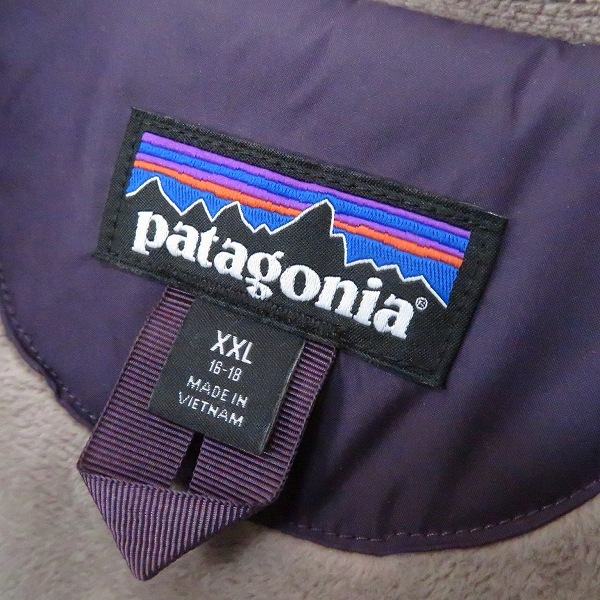 patagonia®
XXL
16-18
MADE IN
VIETNAM